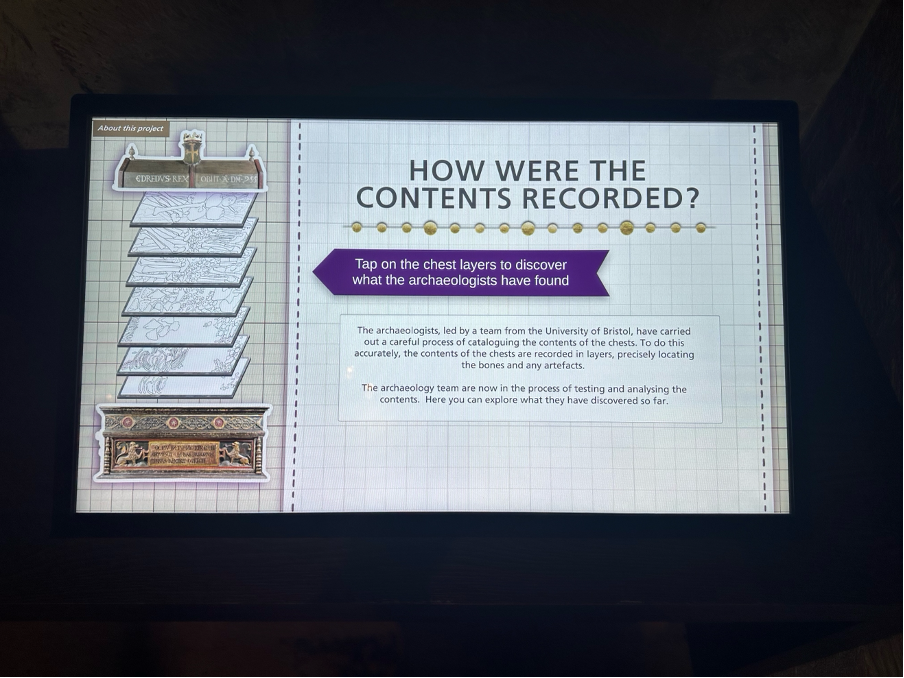 About this project
EDREDVS REX
HOW WERE THE
CONTENTS RECORDED?
Tap on the chest layers to discover
what the archaeologists have found
The archaeologists, led by a team from the University of Bristol, have carried
out a careful process of cataloguing the contents of the chests. To do this
accurately, the contents of the chests are recorded in layers, precisely locating
the bones and any artefacts.
The archaeology team are now in the process of testing and analysing the
contents. Here you can explore what they have discovered so far.